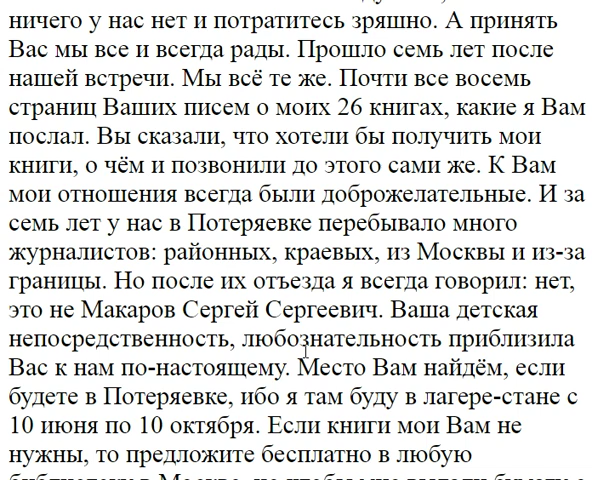 ничего у нас нет и потратитесь зряшно. А принять
Вас мы все и всегда рады. Прошло семь лет после
нашей встречи. Мы всё те же. Почти все восемь
страниц Ваших писем о моих 26 книгах, какие я Вам
послал. Вы сказали, что хотели бы получить мои
книги, о чём и позвонили до этого сами же. К Вам
мои отношения всегда были доброжелательные. И за
семь лет у нас в Потеряевке перебывало много
журналистов: районных, краевых, из Москвы и из-за
границы. Но после их отъезда я всегда говорил: нет,
это не Макаров Сергей Сергеевич. Ваша детская
непосредственность, любознательность приблизила
Вас к нам по-настоящему. Место Вам найдём, если
будете в Потеряевке, ибо я там буду в лагере-стане с
10 июня по 10 октября. Если книги мои Вам не
нужны, то предложите бесплатно в любую